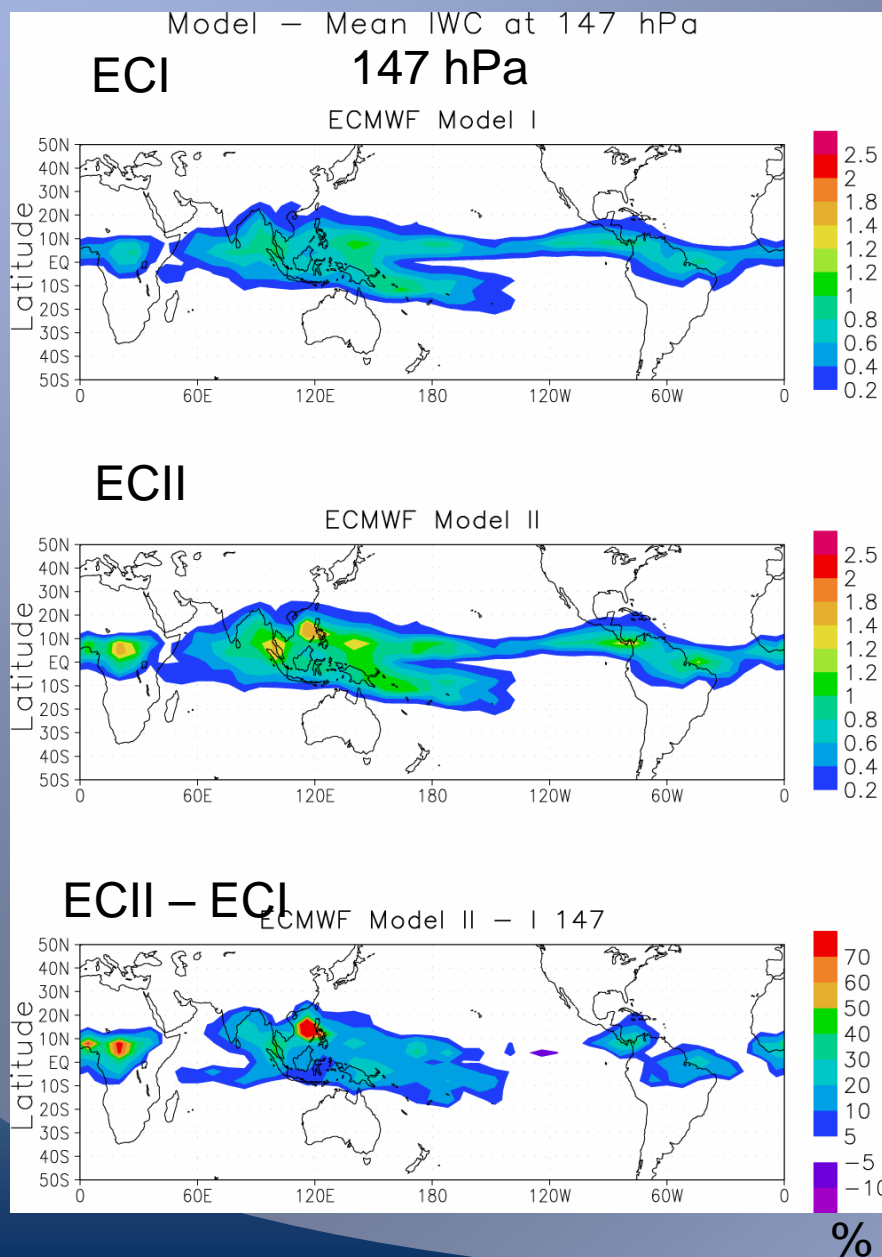 Model − Mean IWC at 147 hPa
ECI
147 hPa
ECMWF Model I
Latitude
50N
40N
30N
20N
10N
EQ
10S
20S
30S
40S
50S
0 60E 120E 180 120W 60W 0
2.5
2
1.8
1.4
1.2
1.2
1
0.8
0.6
0.4
0.2
ECII
ECMWF Model II
Latitude
50N
40N
30N
20N
10N
EQ
10S
20S
30S
40S
50S
0 60E 120E 180 120W 60W 0
2.5
2
1.8
1.4
1.2
1.2
1
0.8
0.6
0.4
0.2
ECII – ECI
ECMWF Model II − I 147
Latitude
50N
40N
30N
20N
10N
EQ
10S
20S
30S
40S
50S
0 60E 120E 180 120W 60W 0
70
60
50
40
30
20
10
5
−5
−10
%